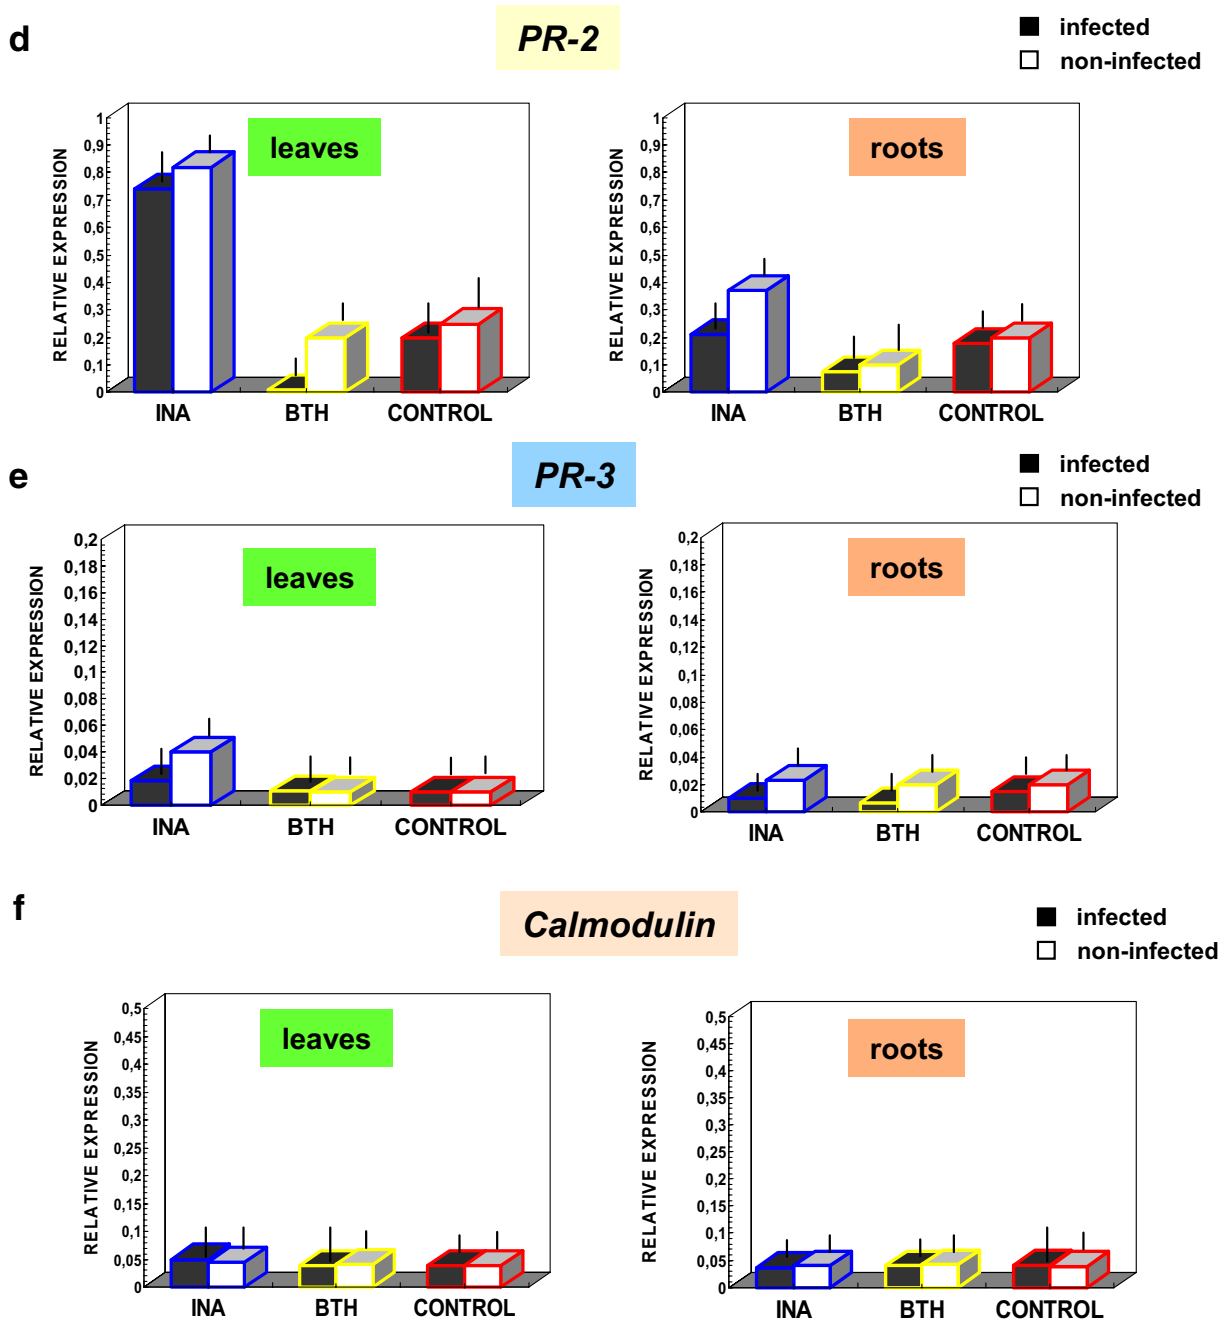 d
PR-2
infected
non-infected
RELATIVE EXPRESSION
1
0,9
0,8
0,7
0,6
0,5
0,4
0,3
0,2
0,1
0
leaves
INA BTH CONTROL
RELATIVE EXPRESSION
1
0,9
0,8
0,7
0,6
0,5
0,4
0,3
0,2
0,1
0
roots
INA BTH CONTROL
e
PR-3
infected
non-infected
RELATIVE EXPRESSION
0,2
0,18
0,16
0,14
0,12
0,1
0,08
0,06
0,04
0,02
0
leaves
INA BTH CONTROL
RELATIVE EXPRESSION
0,2
0,18
0,16
0,14
0,12
0,1
0,08
0,06
0,04
0,02
0
roots
INA BTH CONTROL
f
Calmodulin
infected
non-infected
RELATIVE EXPRESSION
0,5
0,45
0,4
0,35
0,3
0,25
0,2
0,15
0,1
0,05
0
leaves
INA BTH CONTROL
RELATIVE EXPRESSION
0,5
0,45
0,4
0,35
0,3
0,25
0,2
0,15
0,1
0,05
0
roots
INA BTH CONTROL